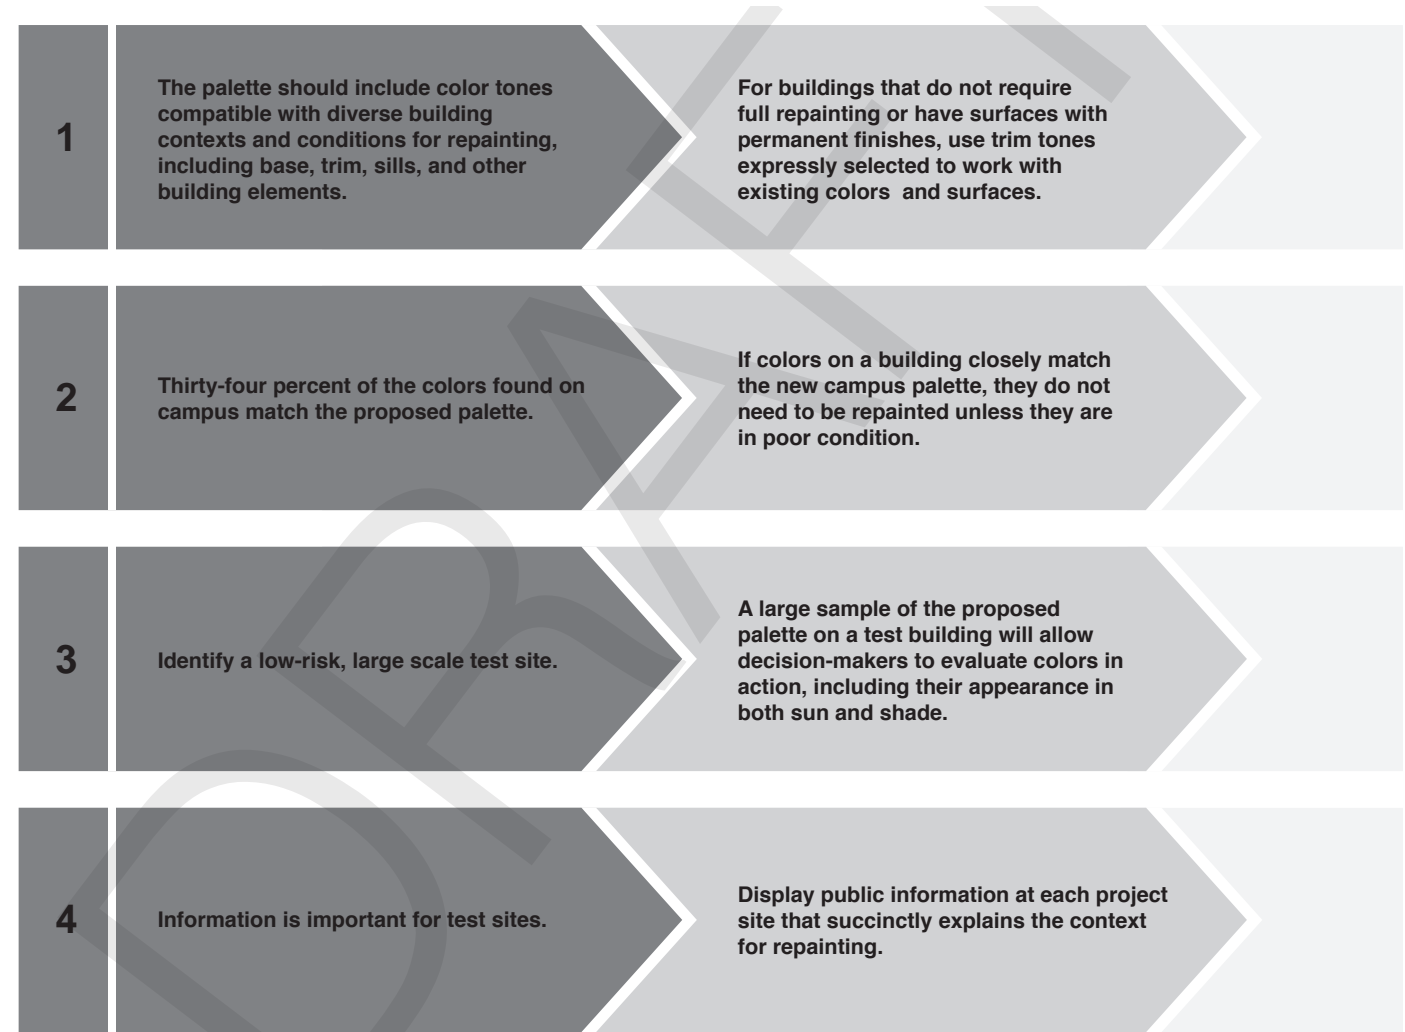 1
The palette should include color tones
compatible with diverse building
contexts and conditions for repainting,
including base, trim, sills, and other
building elements.
For buildings that do not require
full repainting or have surfaces with
permanent finishes, use trim tones
expressly selected to work with
existing colors  and surfaces.
2
Thirty-four percent of the colors found on
campus match the proposed palette.
If colors on a building closely match
the new campus palette, they do not
need to be repainted unless they are
in poor condition.
3
Identify a low-risk, large scale test site.
A large sample of the proposed
palette on a test building will allow
decision-makers to evaluate colors in
action, including their appearance in
both sun and shade.
4
Information is important for test sites.
Display public information at each project
site that succinctly explains the context
for repainting.
DRAFT